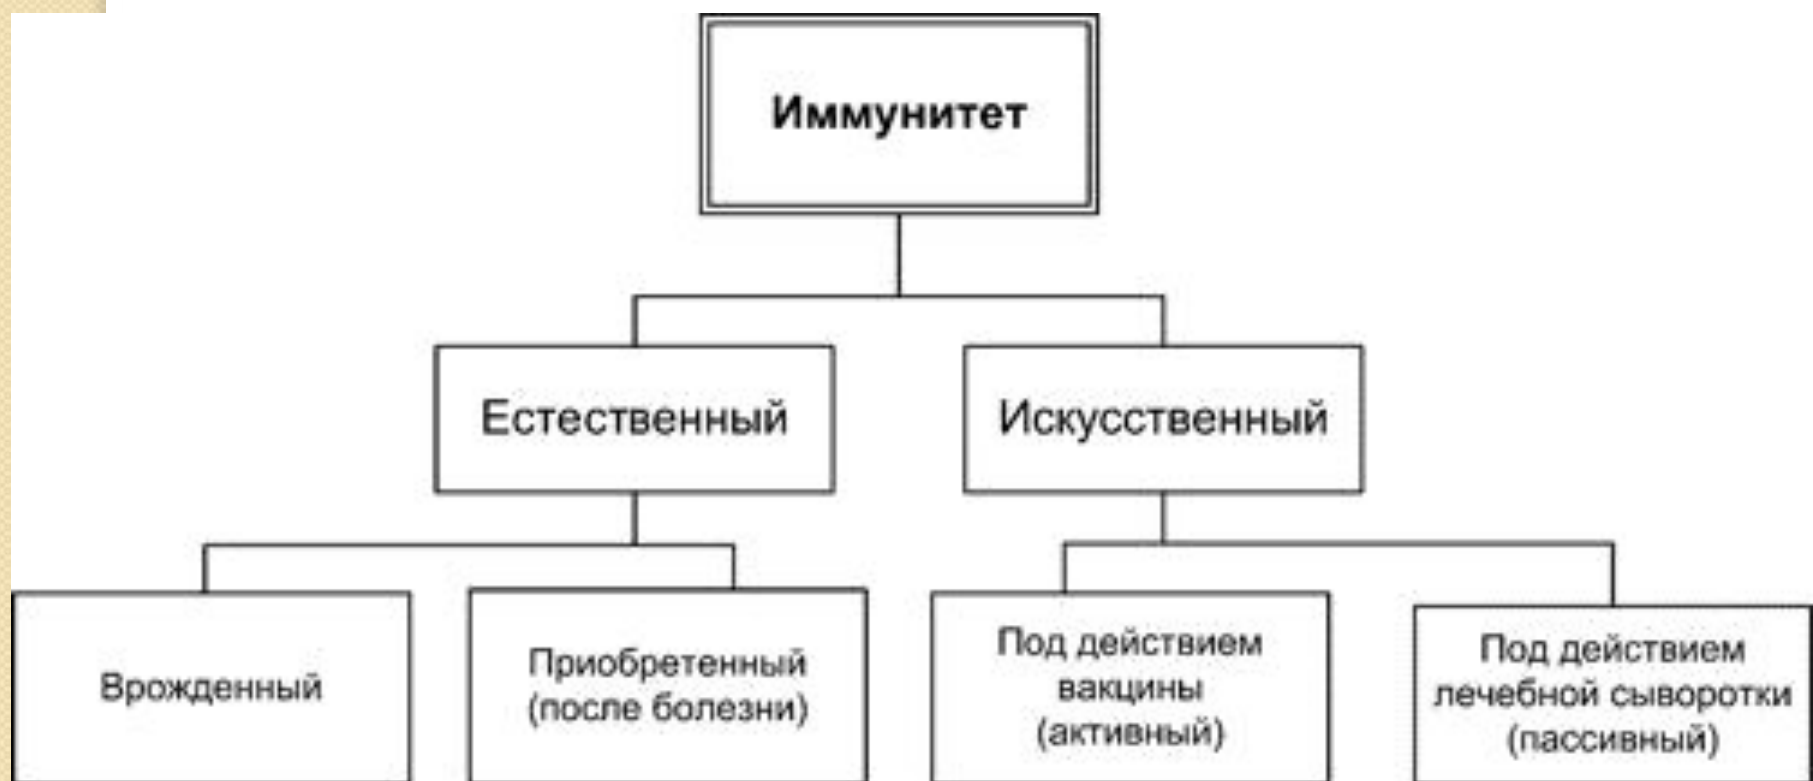 Иммунитет
Естественный
Искусственный
Врожденный
Приобретенный
(после болезни)
Под действием
вакцины
(активный)
Под действием
лечебной сыворотки
(пассивный)